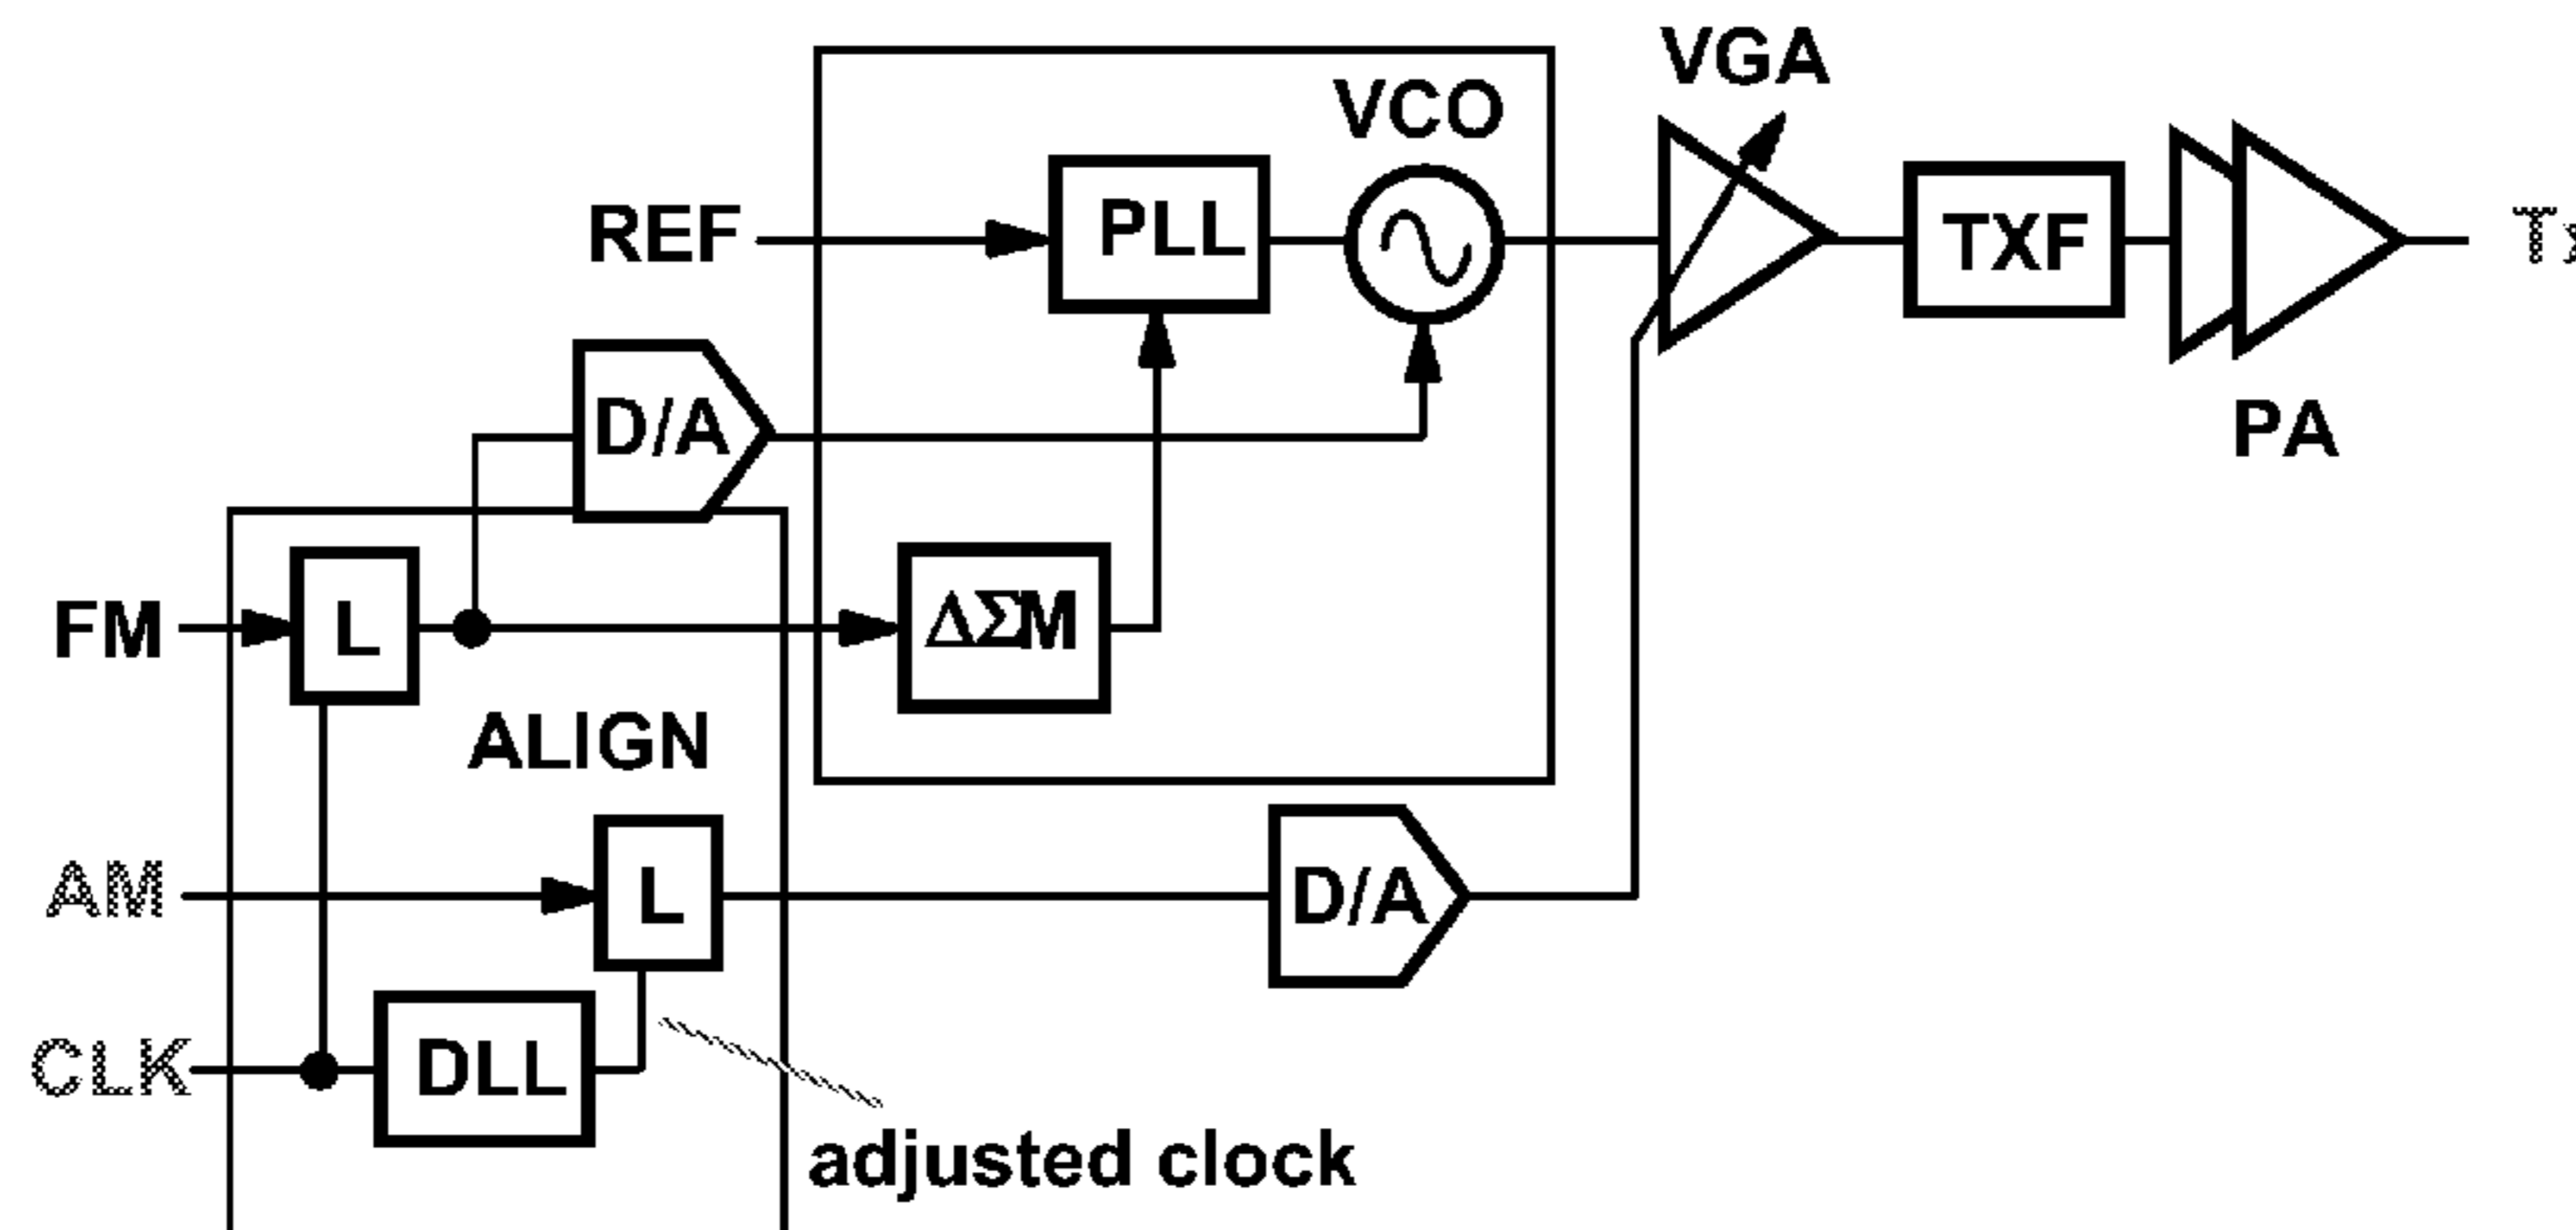 VGA
VCO
REF
PLL
TXF
D/A
PA
FM
L
ΔΣM
ALIGN
AM
L
D/A
CLK
DLL
adjusted clock